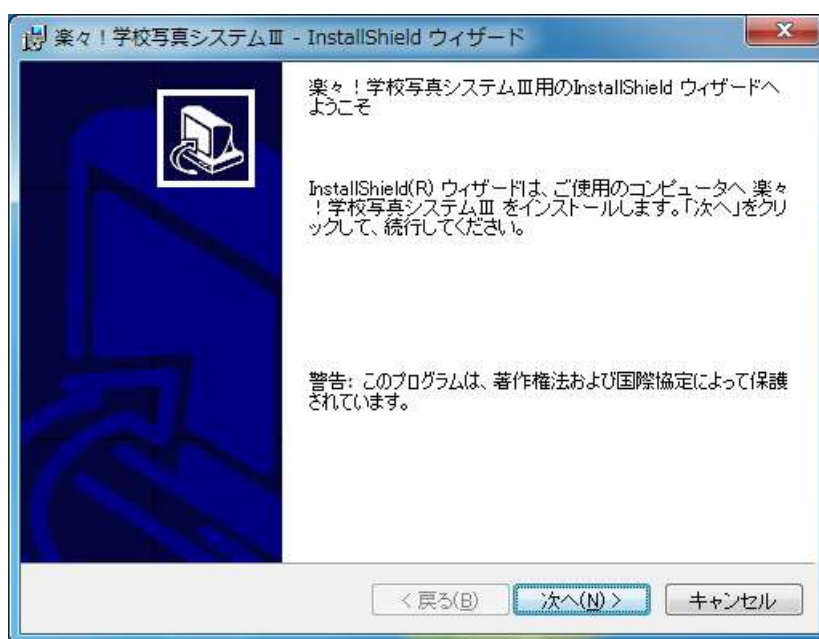 楽々！学校写真システムⅢ - InstallShield ウィザード
楽々！学校写真システムⅢ用のInstallShield ウィザードへ
ようこそ
InstallShield(R) ウィザードは、ご使用のコンピュータへ 楽々
！学校写真システムⅢ をインストールします。「次へ」をクリ
ックして、続行してください。
警告: このプログラムは、著作権法および国際協定によって保護
されています。
< 戻る(B)
次へ(N) >
キャンセル